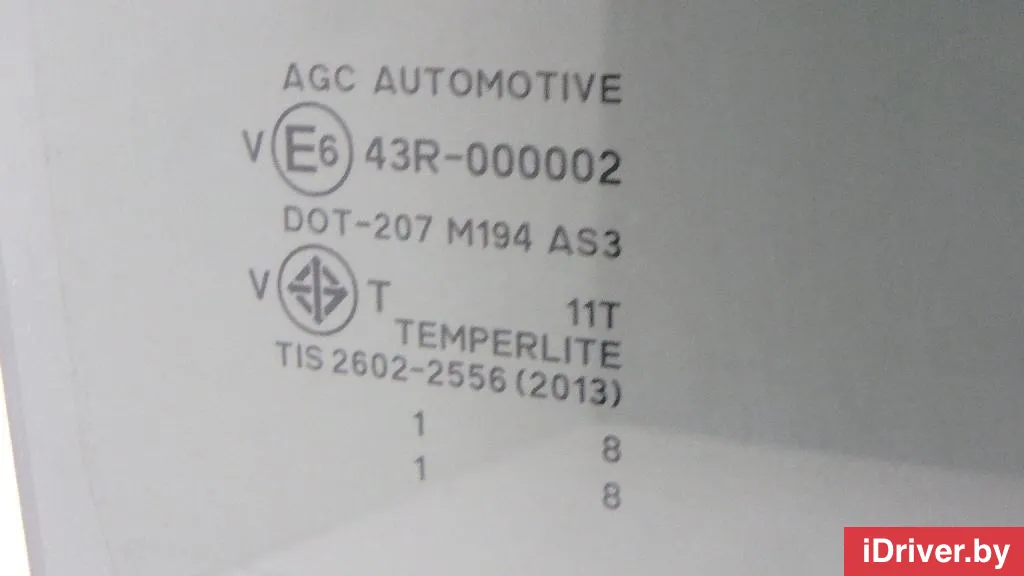 AGC AUTOMOTIVE
V E6 43R-000002
DOT-207 M194 AS3
V T 11T
TEMPERLITE
TIS 2602-2556 (2013)
1 8
1 8
iDriver.by